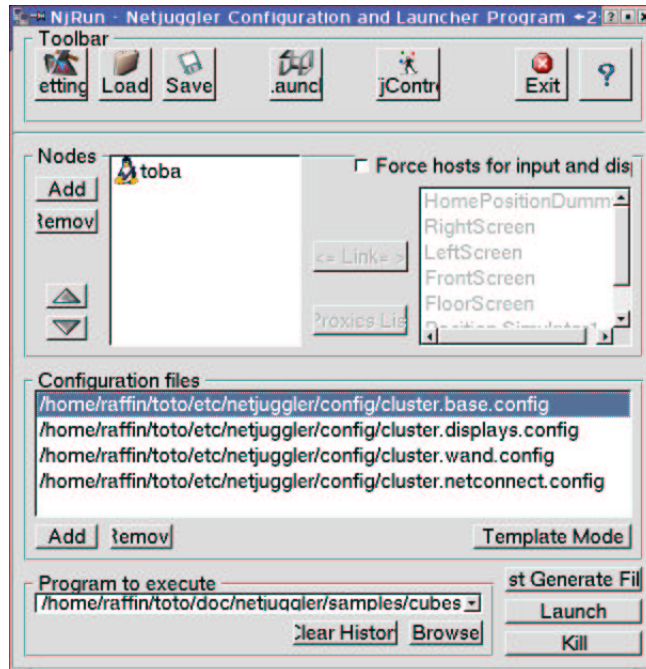 NjRun - Netjuggler Configuration and Launcher Program <2
Toolbar
etting Load Save .auncl jContr Exit ?
Nodes
toba
Force hosts for input and disp
Add
Remov
HomePositionDumm
RightScreen
LeftScreen
FrontScreen
FloorScreen
<= Link= >
Proxics Lis
Configuration files
/home/raffin/toto/etc/netjuggler/config/cluster.base.config
/home/raffin/toto/etc/netjuggler/config/cluster.displays.config
/home/raffin/toto/etc/netjuggler/config/cluster.wand.config
/home/raffin/toto/etc/netjuggler/config/cluster.netconnect.config
Add Remov Template Mode
Program to execute
/home/raffin/toto/doc/netjuggler/samples/cubes
Clear Histor Browse
st Generate Fil
Launch
Kill